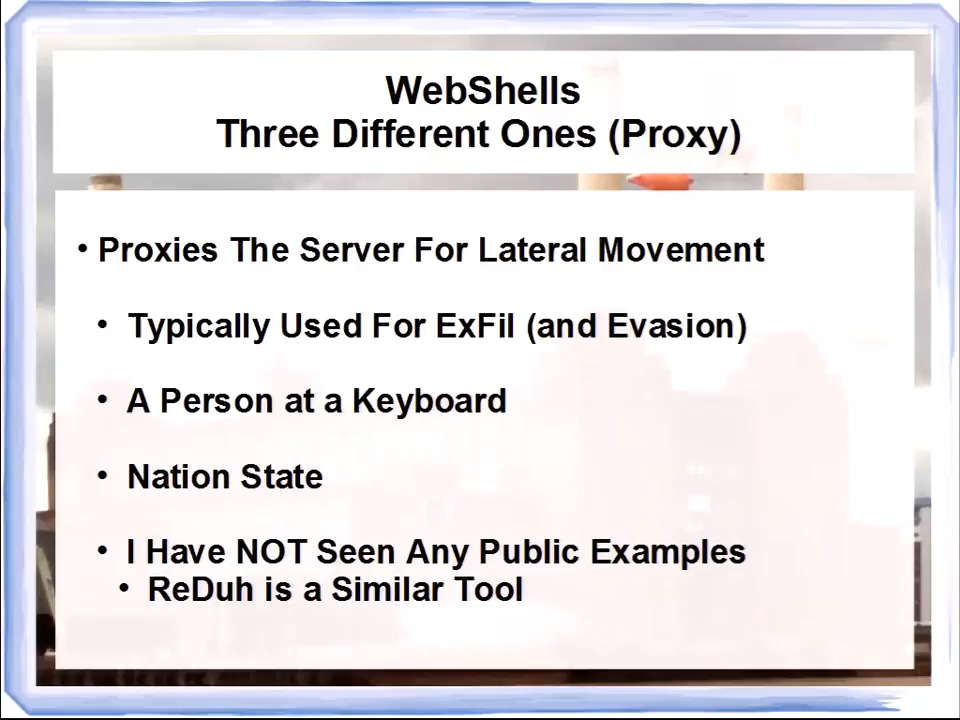 WebShells
Three Different Ones (Proxy)
• Proxies The Server For Lateral Movement
• Typically Used For ExFil (and Evasion)
• A Person at a Keyboard
• Nation State
• I Have NOT Seen Any Public Examples
• ReDuh is a Similar Tool